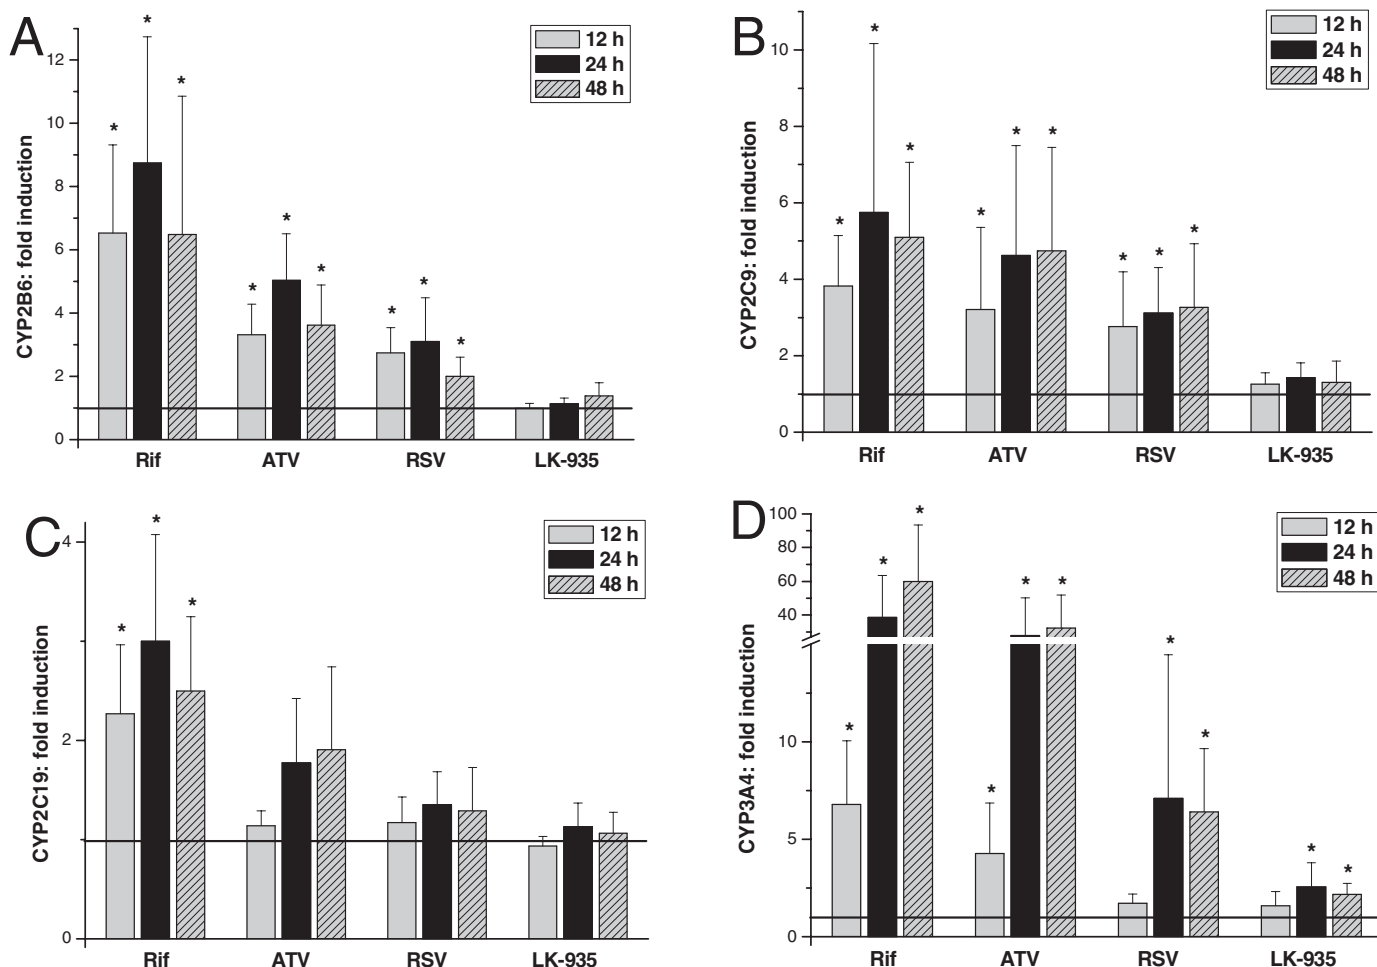 A
CYP2B6: fold induction
12
10
8
6
4
2
0
* * * * * * * * *
12 h
24 h
48 h
Rif ATV RSV LK-935
B
CYP2C9: fold induction
10
8
6
4
2
0
* * * * * * * * *
12 h
24 h
48 h
Rif ATV RSV LK-935
C
CYP2C19: fold induction
4
2
0
* * *
12 h
24 h
48 h
Rif ATV RSV LK-935
D
CYP3A4: fold induction
100
80
60
40
10
5
0
* * * * * * * * * *
12 h
24 h
48 h
Rif ATV RSV LK-935